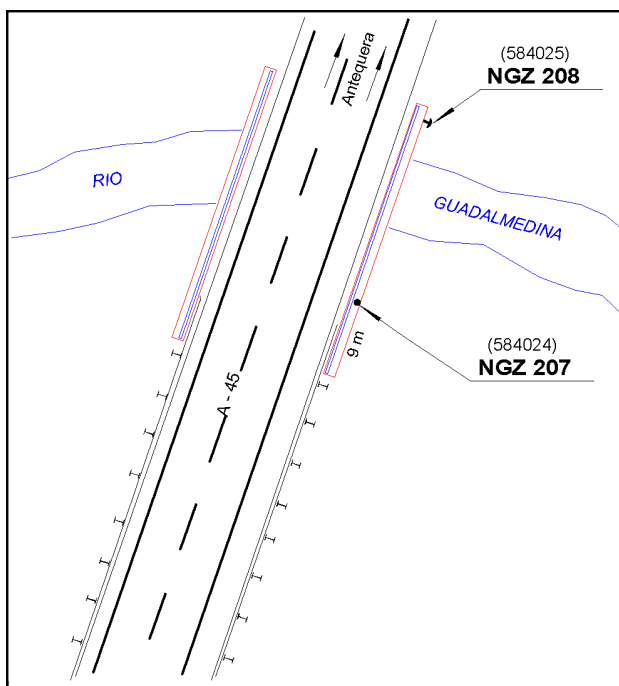 (584025)
NGZ 208
Antequera
RIO
GUADALMEDINA
(584024)
NGZ 207
9 m
A - 45